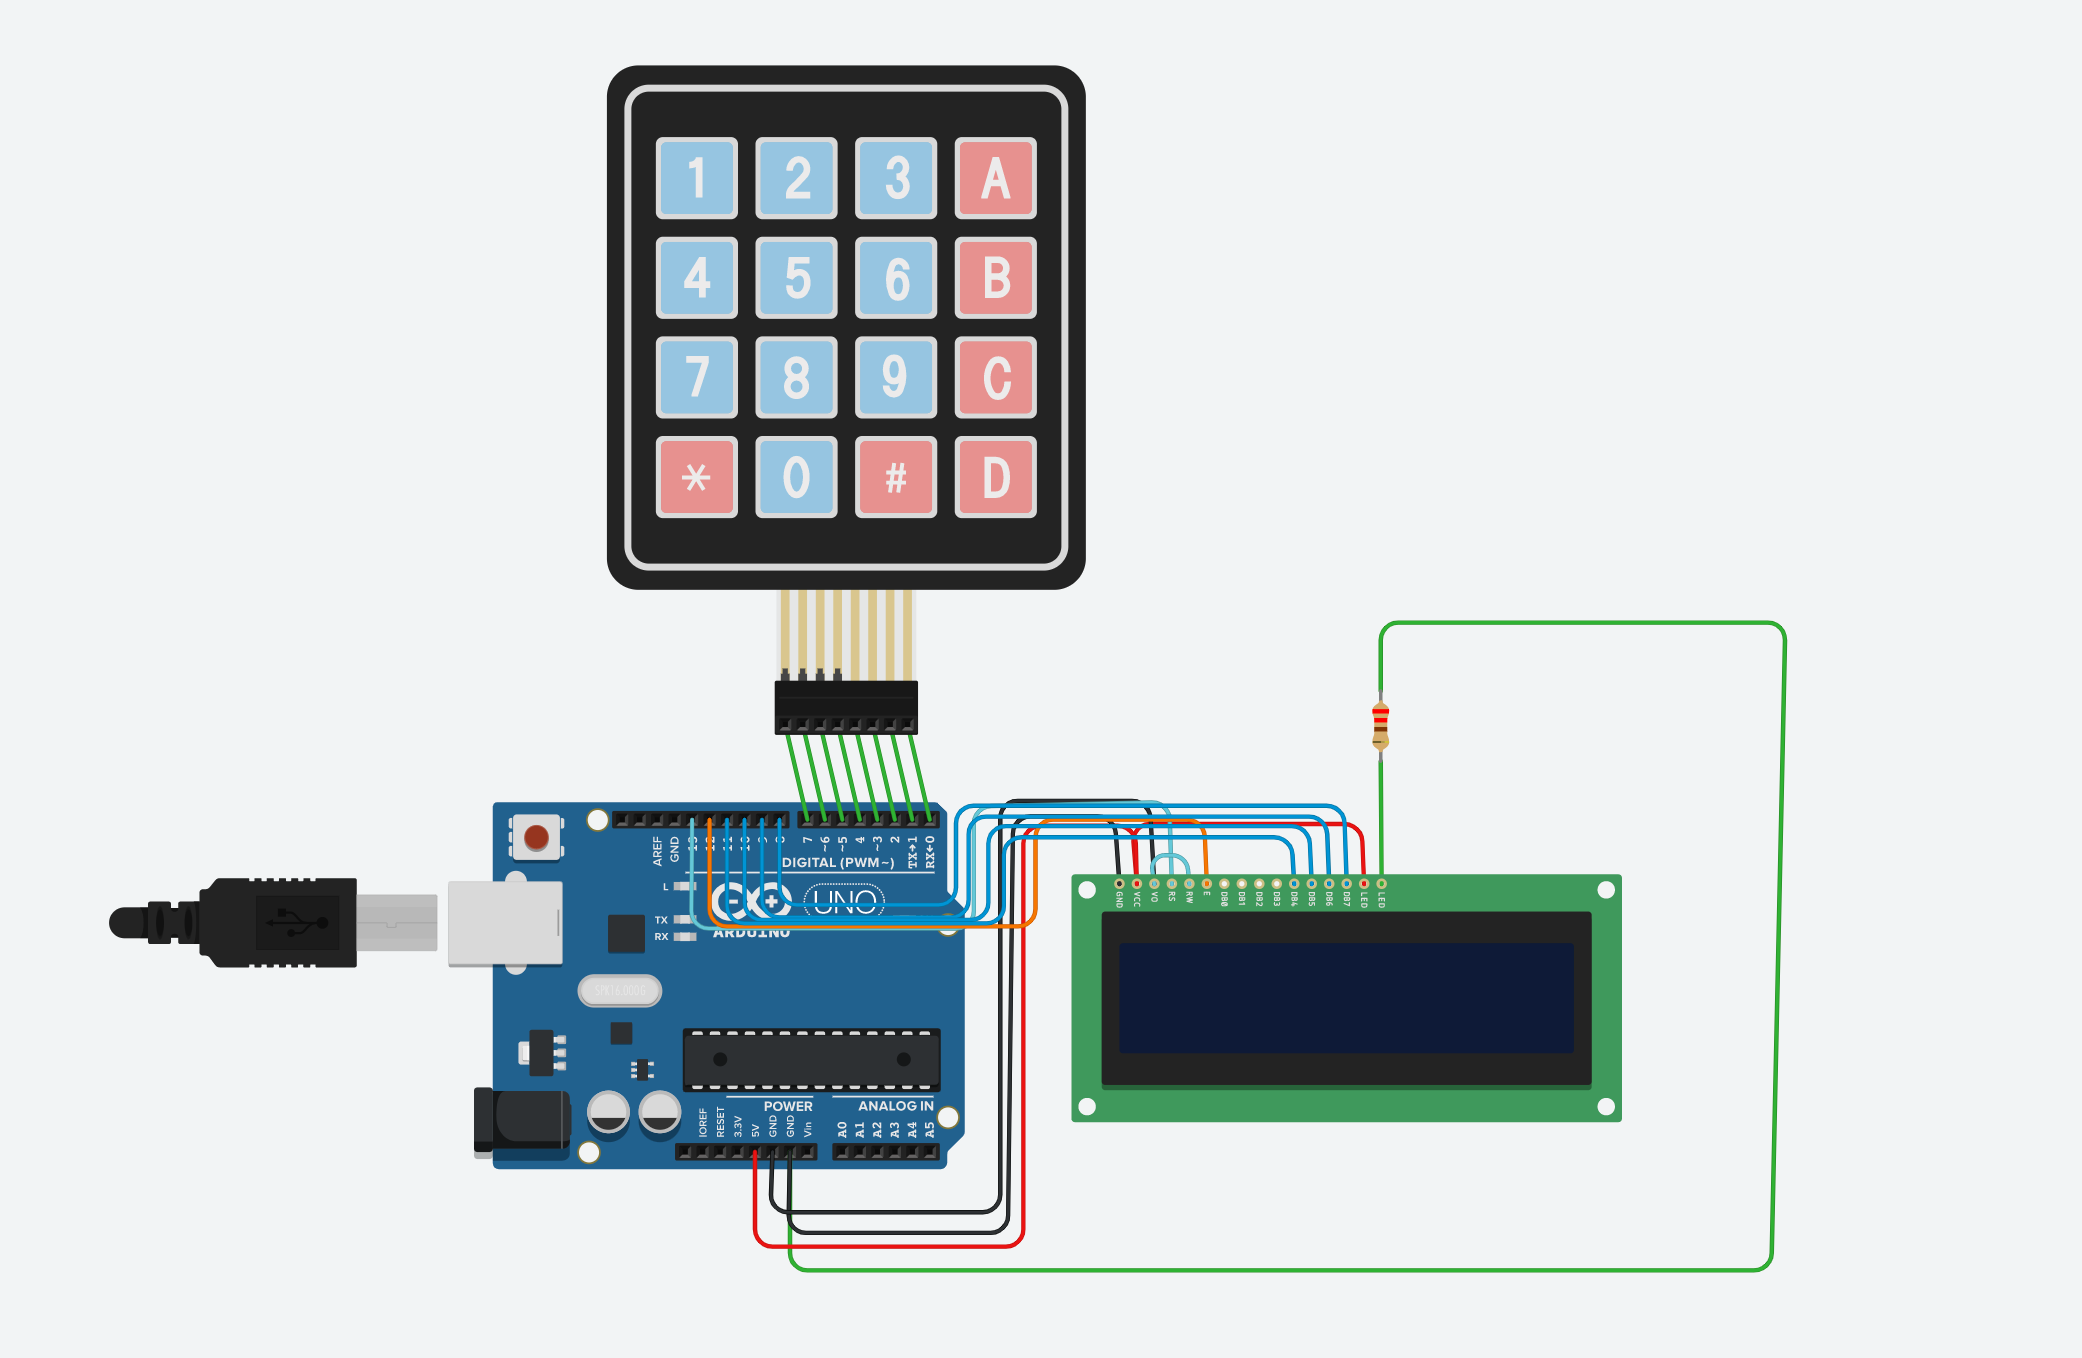 1 2 3 A
4 5 6 B
7 8 9 C
* 0 # D
AREF
GND
13
12
11
10
9
8
7
~6
~5
4
~3
2
TX→1
RX←0
DIGITAL (PWM~)
L
TX
RX
UNO
ARDUINO
SPKT6.000G
POWER
ANALOG IN
IOREF
RESET
3.3V
5V
GND
GND
Vin
A0
A1
A2
A3
A4
A5
GND
VCC
VO
RS
RW
E
DB0
DB1
DB2
DB3
DB4
DB5
DB6
DB7
LED
LED